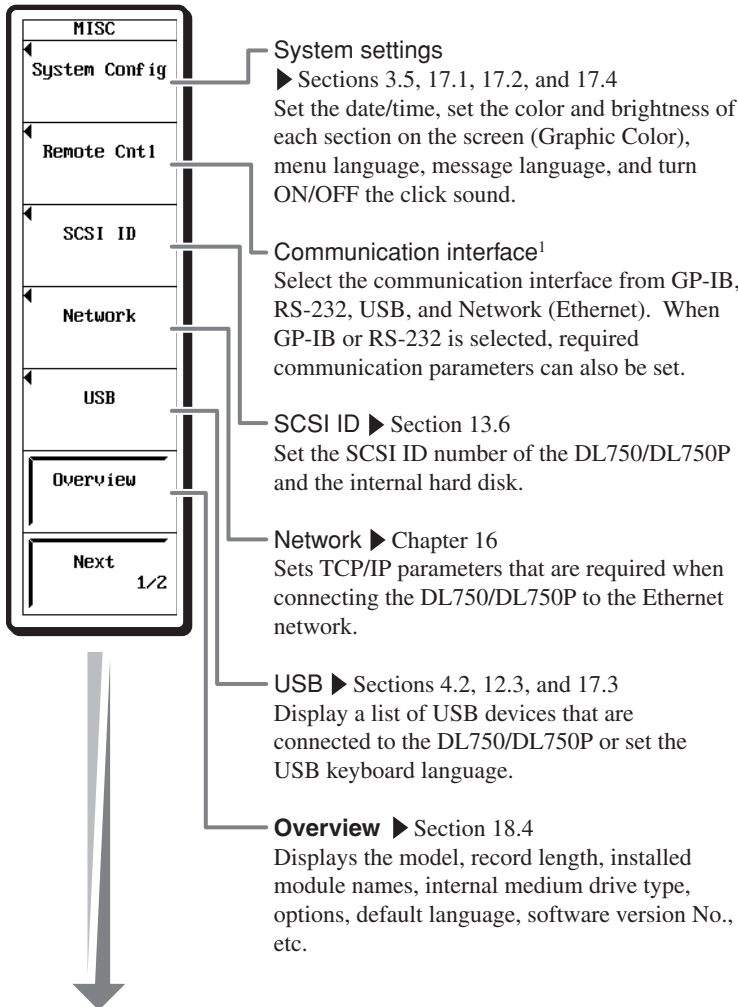 MISC
System Config
Remote Cntl
SCSI ID
Network
USB
Overview
Next
1/2
System settings
▶ Sections 3.5, 17.1, 17.2, and 17.4
Set the date/time, set the color and brightness of
each section on the screen (Graphic Color),
menu language, message language, and turn
ON/OFF the click sound.
Communication interface¹
Select the communication interface from GP-IB,
RS-232, USB, and Network (Ethernet). When
GP-IB or RS-232 is selected, required
communication parameters can also be set.
SCSI ID ▶ Section 13.6
Set the SCSI ID number of the DL750/DL750P
and the internal hard disk.
Network ▶ Chapter 16
Sets TCP/IP parameters that are required when
connecting the DL750/DL750P to the Ethernet
network.
USB ▶ Sections 4.2, 12.3, and 17.3
Display a list of USB devices that are
connected to the DL750/DL750P or set the
USB keyboard language.
Overview ▶ Section 18.4
Displays the model, record length, installed
module names, internal medium drive type,
options, default language, software version No.,
etc.